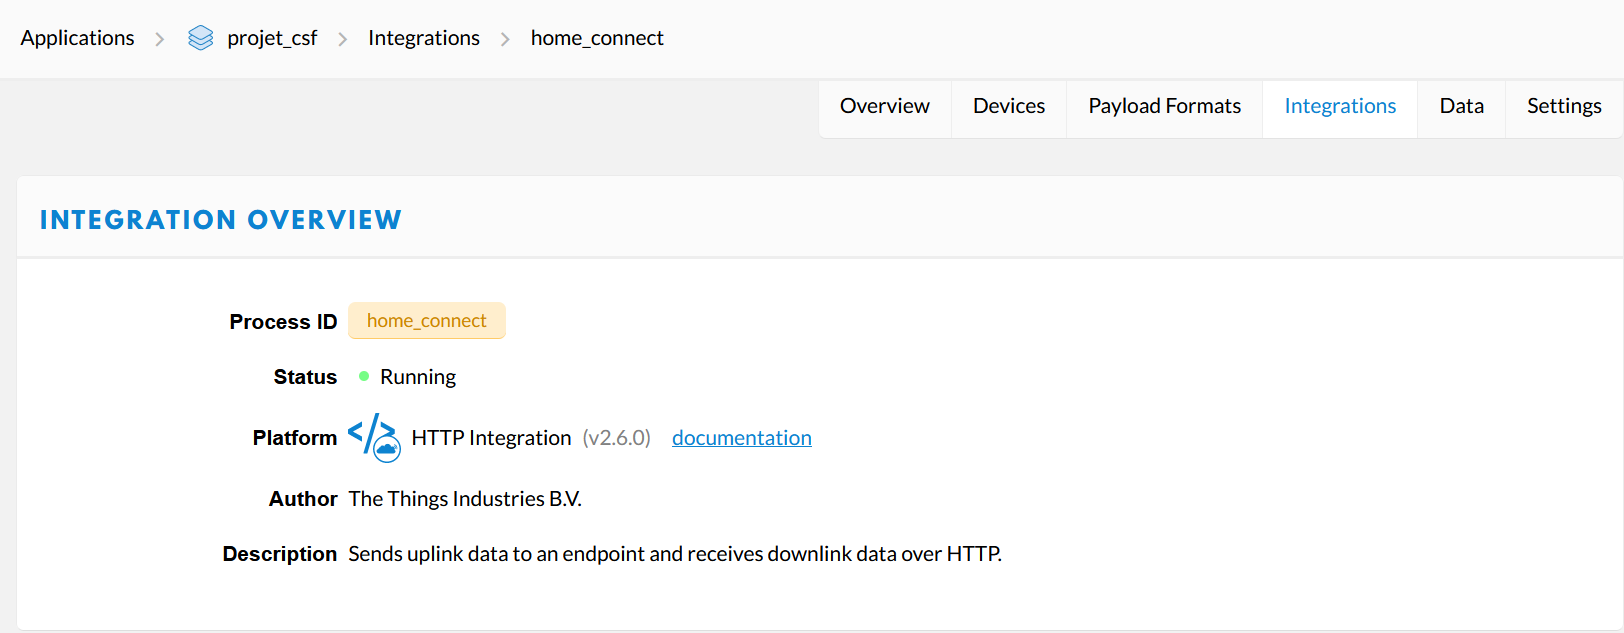 Applications projet_csf Integrations home_connect
Overview Devices Payload Formats Integrations Data Settings
INTEGRATION OVERVIEW
Process ID home_connect
Status Running
Platform HTTP Integration (v2.6.0) documentation
Author The Things Industries B.V.
Description Sends uplink data to an endpoint and receives downlink data over HTTP.